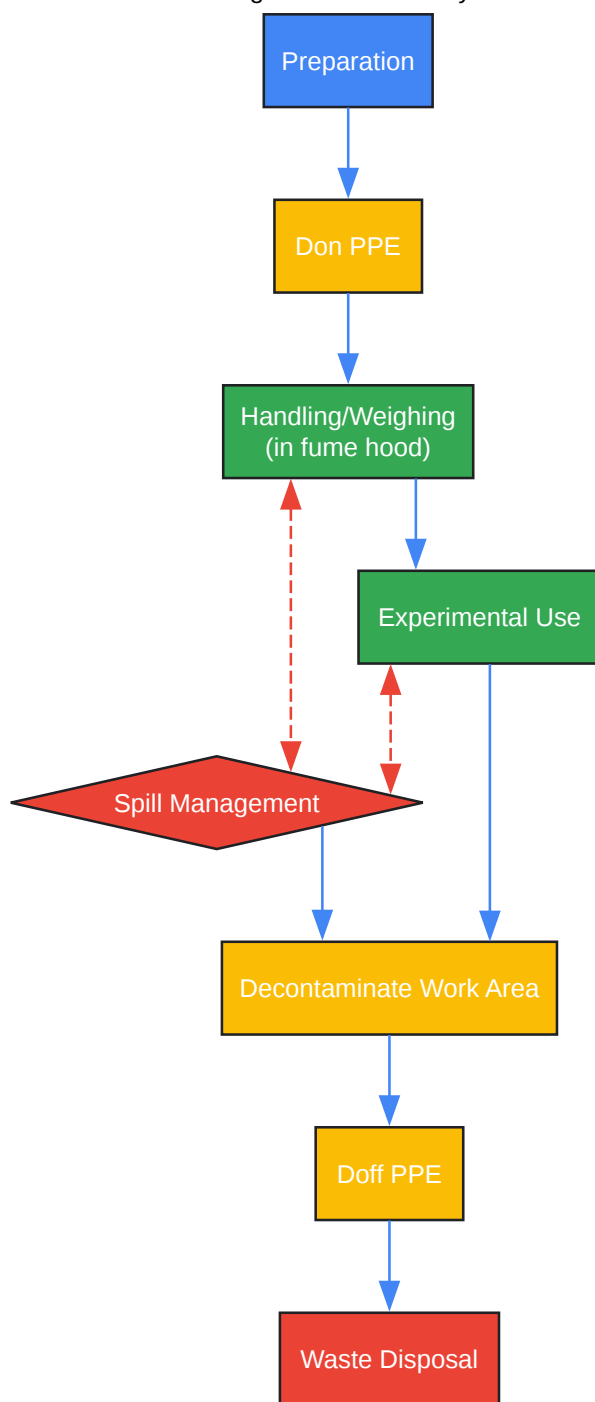 Preparation
Don PPE
Handling/Weighing
(in fume hood)
Experimental Use
Spill Management
Decontaminate Work Area
Doff PPE
Waste Disposal